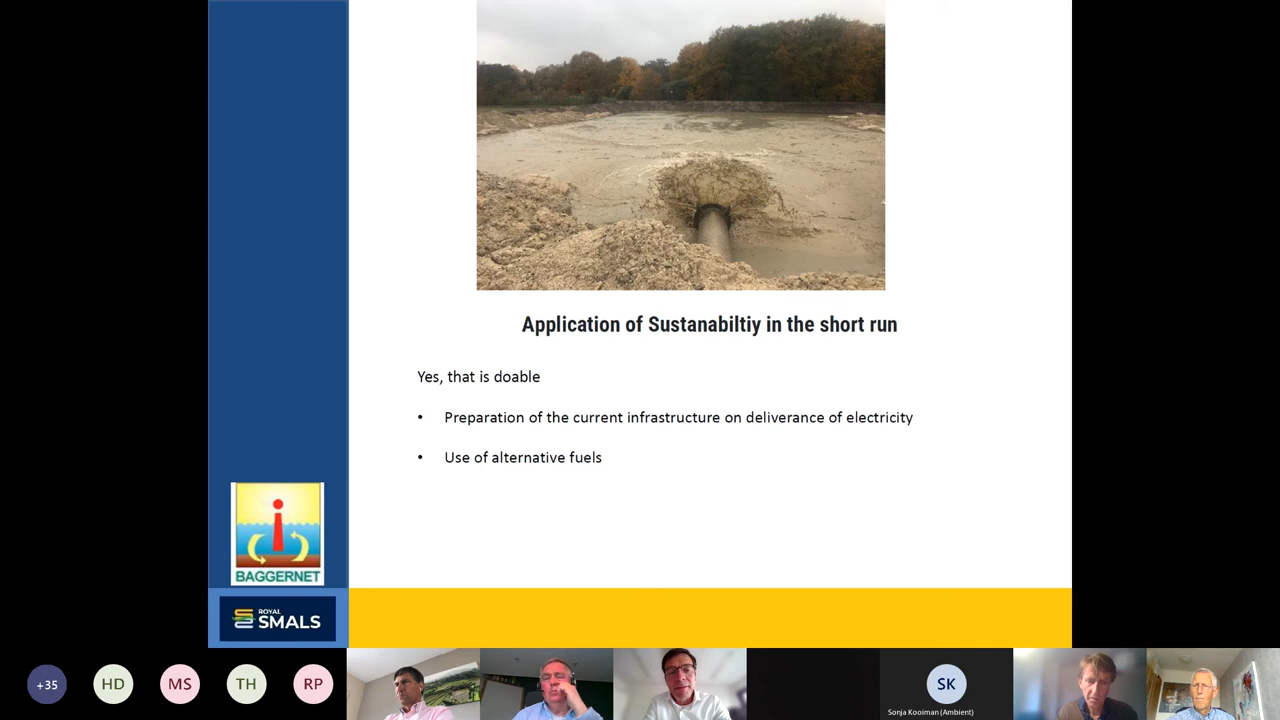 Application of Sustanabiltiy in the short run
Yes, that is doable
• Preparation of the current infrastructure on deliverance of electricity
• Use of alternative fuels
BAGGERNET
ROYAL
SMALS
+35
HD
MS
TH
RP
SK
Sonja Kooiman (Ambient)